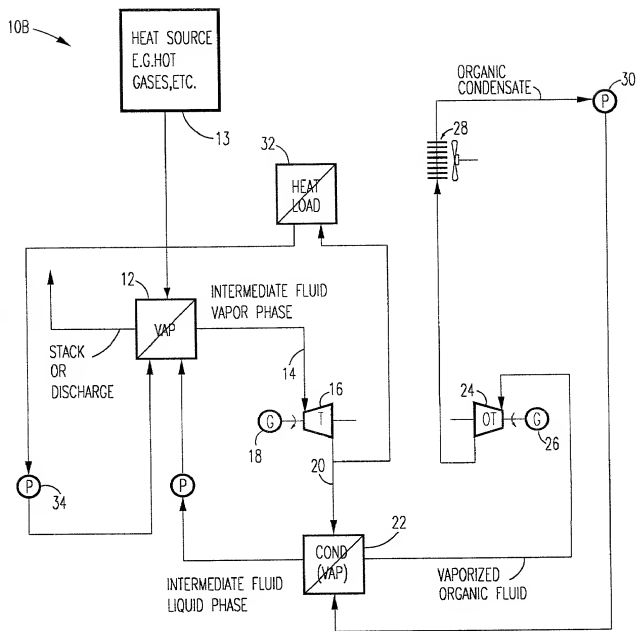 10B
HEAT SOURCE
E.G.HOT
GASES,ETC.
13
32
HEAT
LOAD
ORGANIC
CONDENSATE
P
30
28
12
VAP
INTERMEDIATE FLUID
VAPOR PHASE
STACK
OR
DISCHARGE
14
16
G
T
18
24
OT
G
26
20
P
34
P
22
COND
(VAP)
INTERMEDIATE FLUID
LIQUID PHASE
VAPORIZED
ORGANIC FLUID